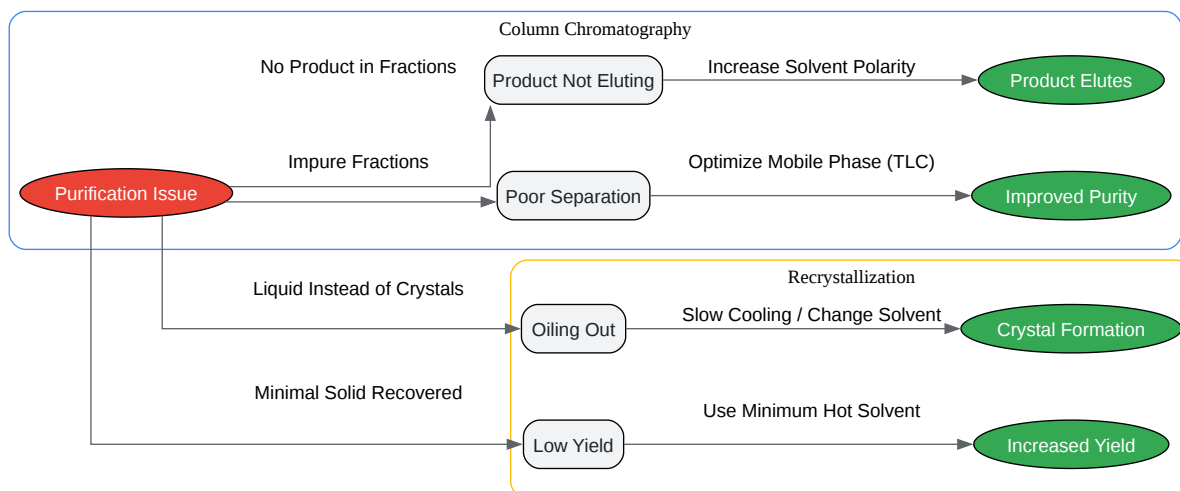 Column Chromatography
No Product in Fractions
Product Not Eluting
Increase Solvent Polarity
Product Elutes
Impure Fractions
Optimize Mobile Phase (TLC)
Purification Issue
Poor Separation
Improved Purity
Recrystallization
Liquid Instead of Crystals
Oiling Out
Slow Cooling / Change Solvent
Crystal Formation
Minimal Solid Recovered
Low Yield
Use Minimum Hot Solvent
Increased Yield